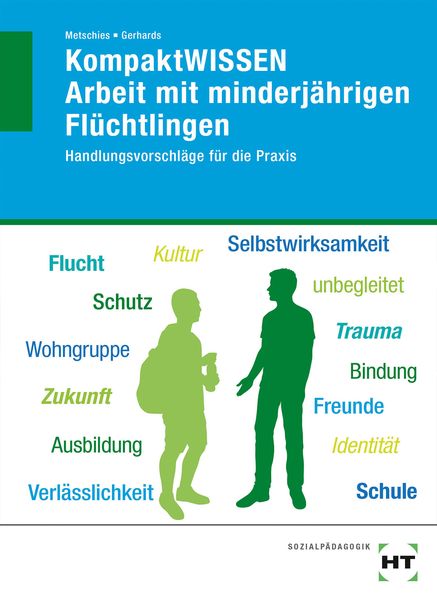 Metschies ▪ Gerhards
KompaktWISSEN
Arbeit mit minderjährigen
Flüchtlingen
Handlungsvorschläge für die Praxis
Selbstwirksamkeit
Kultur
Flucht
unbegleitet
Schutz
Trauma
Wohngruppe
Bindung
Zukunft
Freunde
Ausbildung
Identität
Verlässlichkeit
Schule
SOZIALPÄDAGOGIK
HT